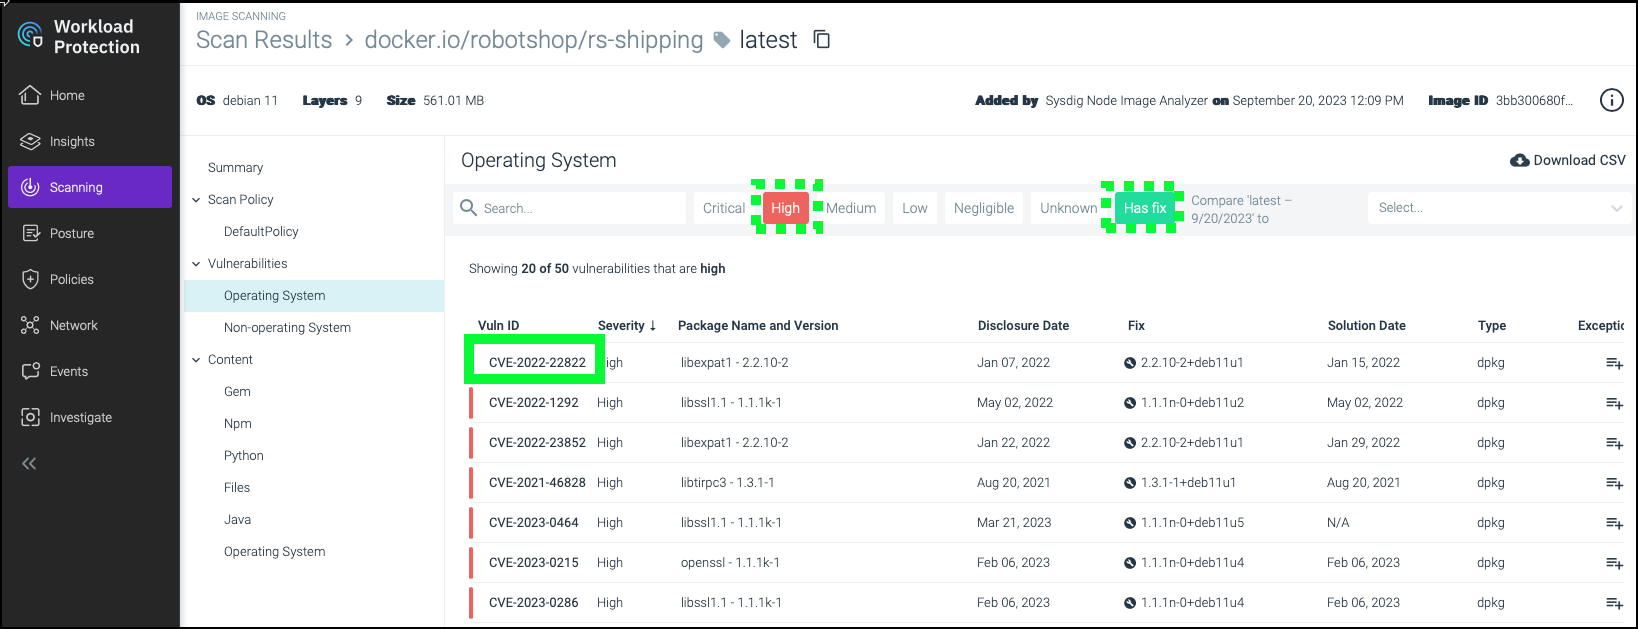 Workload
Protection
Home
Insights
Scanning
Posture
Policies
Network
Events
Investigate
IMAGE SCANNING
Scan Results > docker.io/robotshop/rs-shipping latest
OS debian 11 Layers 9 Size 561.01 MB Added by Sysdig Node Image Analyzer on September 20, 2023 12:09 PM Image ID 3bb300680f...
Summary
Scan Policy
DefaultPolicy
Vulnerabilities
Operating System
Non-operating System
Content
Gem
Npm
Python
Files
Java
Operating System
Operating System
Download CSV
Search... Critical High Medium Low Negligible Unknown Has fix
Compare 'latest –
9/20/2023' to
Select...
Showing 20 of 50 vulnerabilities that are high
Vuln ID Severity ↓ Package Name and Version Disclosure Date Fix Solution Date Type Exceptio
CVE-2022-22822 igh libexpat1 - 2.2.10-2 Jan 07, 2022 2.2.10-2+deb11u1 Jan 15, 2022 dpkg
CVE-2022-1292 High libssl1.1 - 1.1.1k-1 May 02, 2022 1.1.1n-0+deb11u2 May 02, 2022 dpkg
CVE-2022-23852 High libexpat1 - 2.2.10-2 Jan 22, 2022 2.2.10-2+deb11u1 Jan 29, 2022 dpkg
CVE-2021-46828 High libtirpc3 - 1.3.1-1 Aug 20, 2021 1.3.1-1+deb11u1 Aug 20, 2021 dpkg
CVE-2023-0464 High libssl1.1 - 1.1.1k-1 Mar 21, 2023 1.1.1n-0+deb11u5 N/A dpkg
CVE-2023-0215 High openssl - 1.1.1k-1 Feb 06, 2023 1.1.1n-0+deb11u4 Feb 06, 2023 dpkg
CVE-2023-0286 High libssl1.1 - 1.1.1k-1 Feb 06, 2023 1.1.1n-0+deb11u4 Feb 06, 2023 dpkg